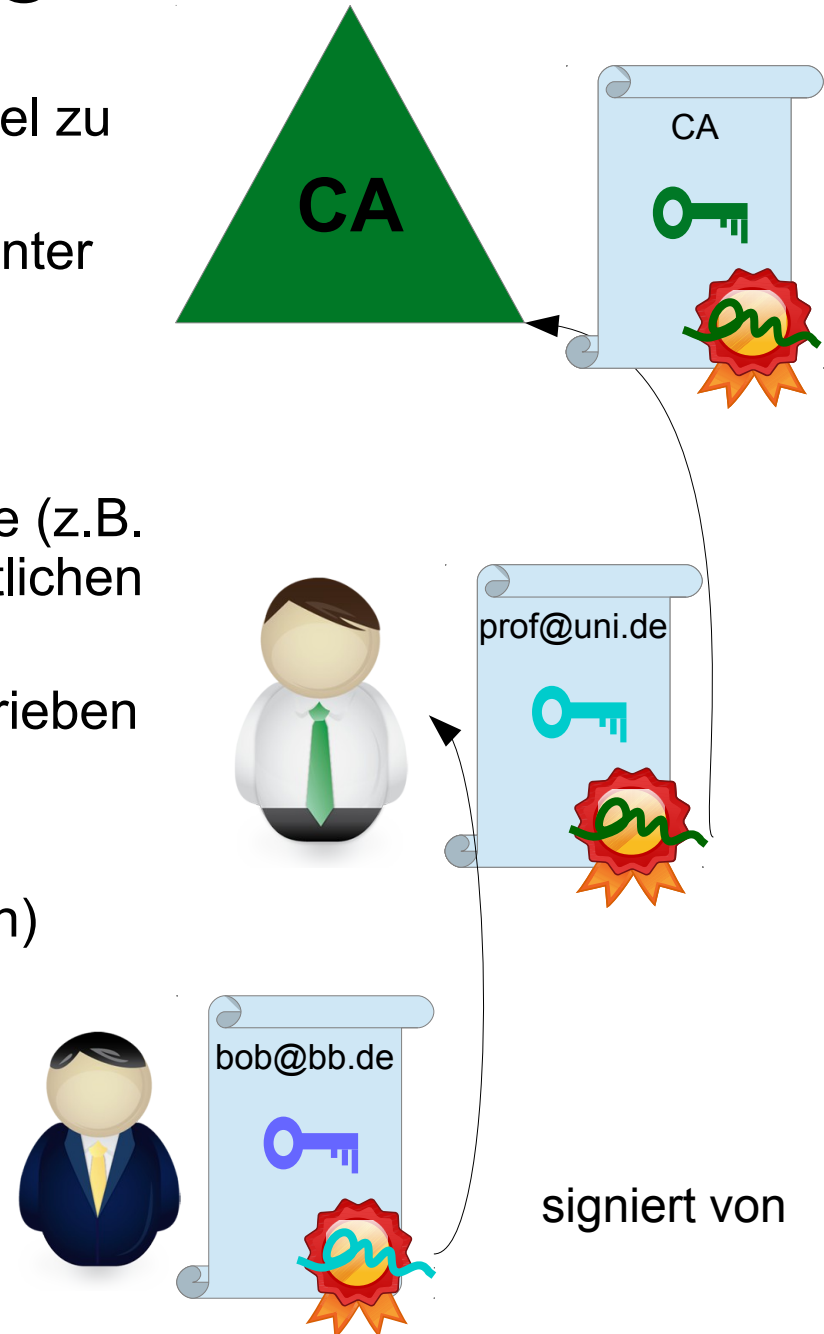 el zu
nter
e (z.B.
tlichen
rieben
n)
CA
CA
prof@uni.de
bob@bb.de
signiert von